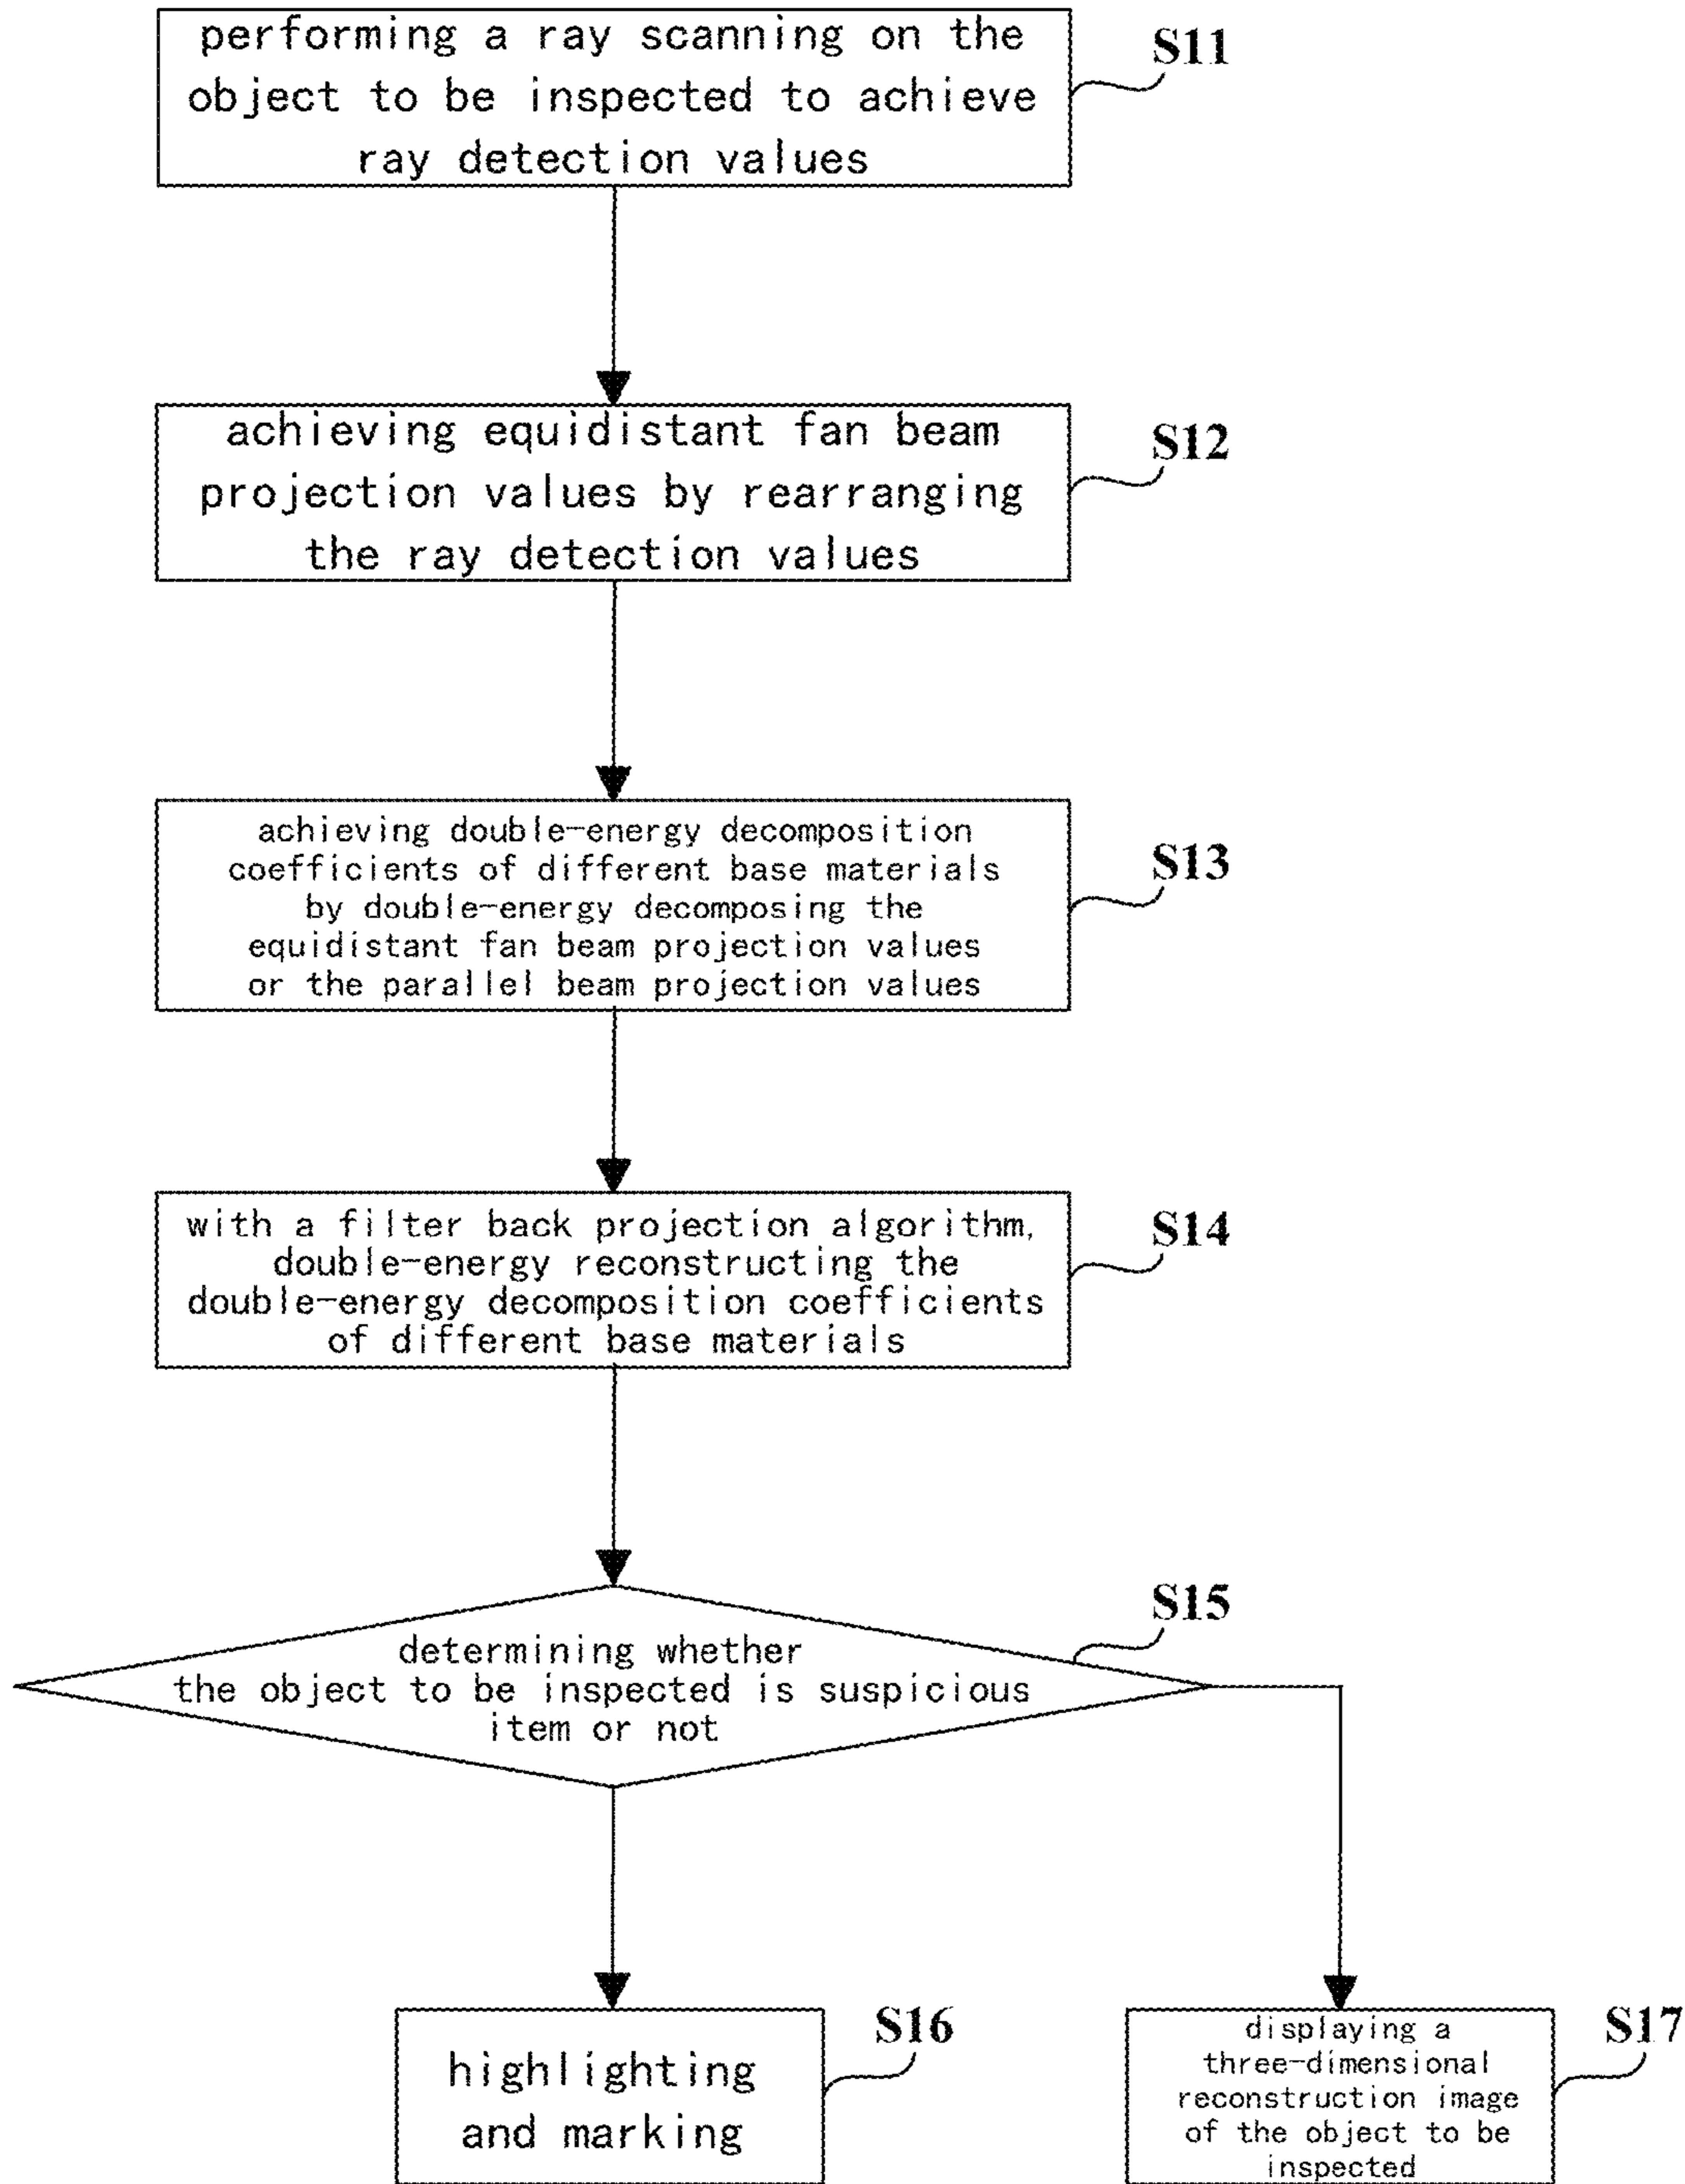 performing a ray scanning on the
object to be inspected to achieve
ray detection values
S11
achieving equidistant fan beam
projection values by rearranging
the ray detection values
S12
achieving double-energy decomposition
coefficients of different base materials
by double-energy decomposing the
equidistant fan beam projection values
or the parallel beam projection values
S13
with a filter back projection algorithm,
double-energy reconstructing the
double-energy decomposition coefficients
of different base materials
S14
determining whether
the object to be inspected is suspicious
item or not
S15
highlighting
and marking
S16
displaying a
three-dimensional
reconstruction image
of the object to be
inspected
S17